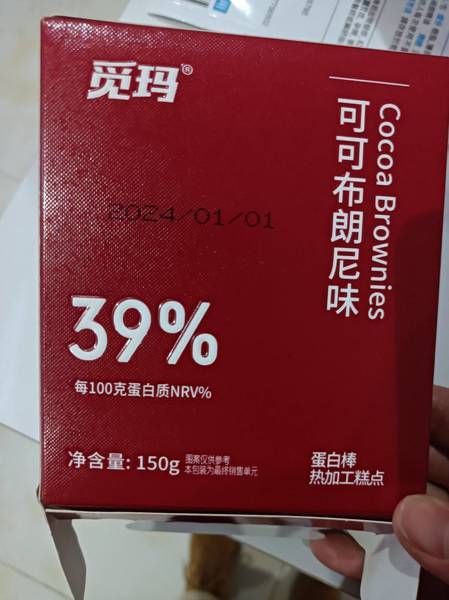 觅玛®
Cocoa Brownies
可可布朗尼味
2024/01/01
39%
每100克蛋白质NRV%
净含量: 150g
图案仅供参考
本包装为最终销售单元
蛋白棒
热加工糕点